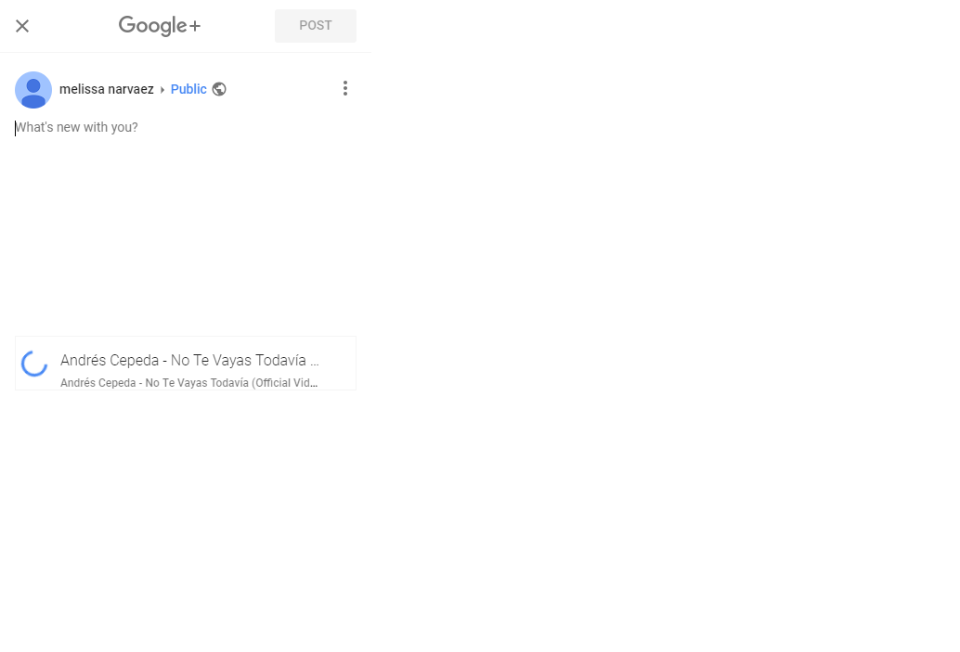 Google+
POST
melissa narvaez Public
What's new with you?
Andrés Cepeda - No Te Vayas Todavía ...
Andrés Cepeda - No Te Vayas Todavía (Official Vid...